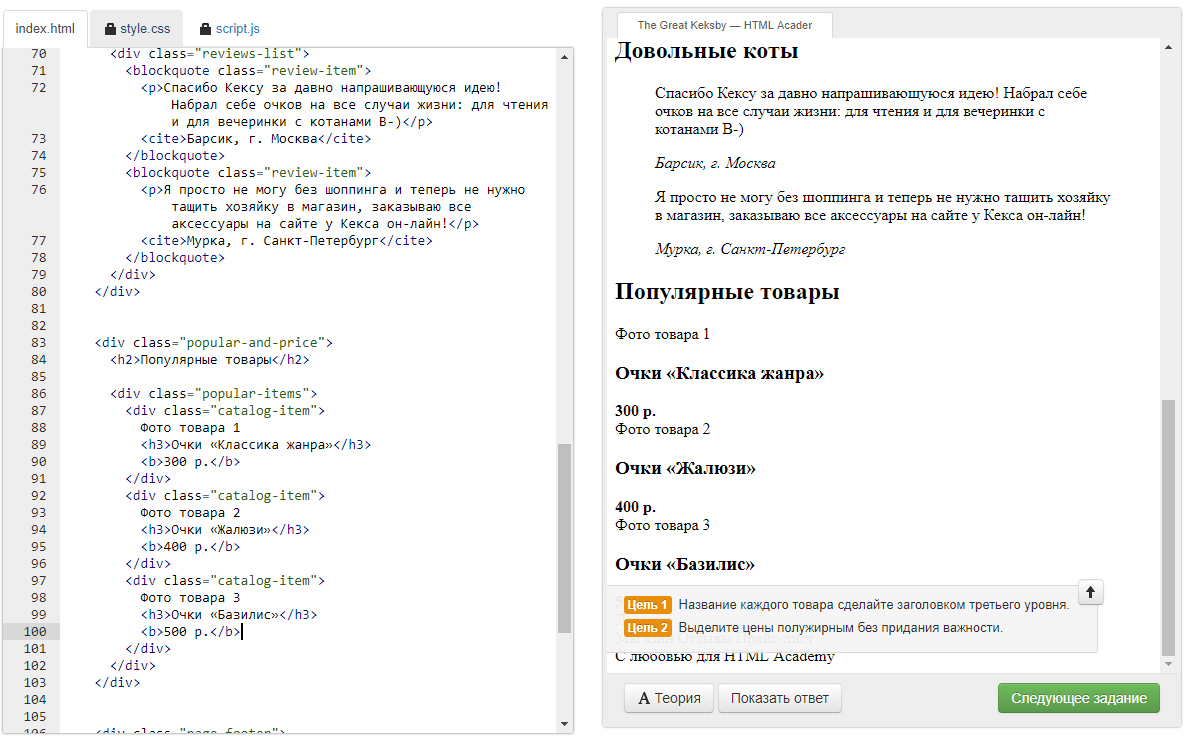 index.html
style.css
script.js
70 <div class="reviews-list">
71 <blockquote class="review-item">
72 <p>Спасибо Кексу за давно напрашивающуюся идею!
Набрал себе очков на все случаи жизни: для чтения
и для вечеринки с котанами B-)</p>
73 <cite>Барсик, г. Москва</cite>
74 </blockquote>
75 <blockquote class="review-item">
76 <p>Я просто не могу без шоппинга и теперь не нужно
тащить хозяйку в магазин, заказываю все
аксессуары на сайте у Кекса он-лайн!</p>
77 <cite>Мурка, г. Санкт-Петербург</cite>
78 </blockquote>
79 </div>
80 </div>
81
82
83 <div class="popular-and-price">
84 <h2>Популярные товары</h2>
85
86 <div class="popular-items">
87 <div class="catalog-item">
88 Фото товара 1
89 <h3>Очки «Классика жанра»</h3>
90 <b>300 р.</b>
91 </div>
92 <div class="catalog-item">
93 Фото товара 2
94 <h3>Очки «Жалюзи»</h3>
95 <b>400 р.</b>
96 </div>
97 <div class="catalog-item">
98 Фото товара 3
99 <h3>Очки «Базилис»</h3>
100 <b>500 р.</b>
101 </div>
102 </div>
103 </div>
104
105
106 <div class="page-footer">
The Great Keksby — HTML Acader
Довольные коты
Спасибо Кексу за давно напрашивающуюся идею! Набрал себе
очков на все случаи жизни: для чтения и для вечеринки с
котанами B-)
Барсик, г. Москва
Я просто не могу без шоппинга и теперь не нужно тащить хозяйку
в магазин, заказываю все аксессуары на сайте у Кекса он-лайн!
Мурка, г. Санкт-Петербург
Популярные товары
Фото товара 1
Очки «Классика жанра»
300 р.
Фото товара 2
Очки «Жалюзи»
400 р.
Фото товара 3
Очки «Базилис»
Цель 1 Название каждого товара сделайте заголовком третьего уровня.
Цель 2 Выделите цены полужирным без придания важности.
С любовью для HTML Academy
Теория
Показать ответ
Следующее задание